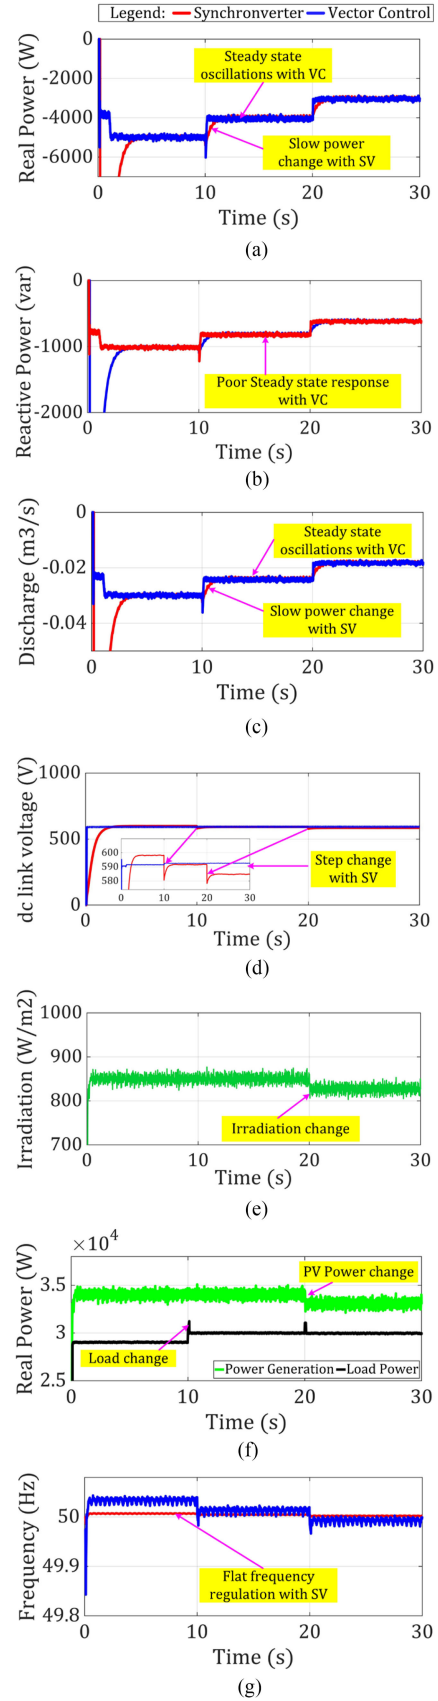 Legend: Synchronverter Vector Control
Real Power (W)
0
-2000
-4000
-6000
Steady state
oscillations with VC
Slow power
change with SV
0 10 20 30
Time (s)
(a)
Reactive Power (var)
0
-1000
-2000
Poor Steady state response
with VC
0 10 20 30
Time (s)
(b)
Discharge (m3/s)
0
-0.02
-0.04
Steady state
oscillations with VC
Slow power change
with SV
0 10 20 30
Time (s)
(c)
dc link voltage (V)
1000
500
0
600
590
580
0 10 20 30
Step change
with SV
0 10 20 30
Time (s)
(d)
Irradiation (W/m2)
1000
900
800
700
Irradiation change
0 10 20 30
Time (s)
(e)
×10⁴
Real Power (W)
3.5
3
2.5
PV Power change
Load change
Power Generation Load Power
0 10 20 30
Time (s)
(f)
Frequency (Hz)
50
49.9
49.8
Flat frequency
regulation with SV
0 10 20 30
Time (s)
(g)